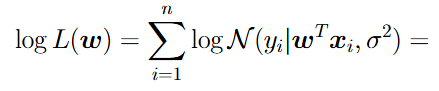 log L(w) = ∑_{i=1}^{n} log 𝒩(y_i|w^T x_i, σ^2) =